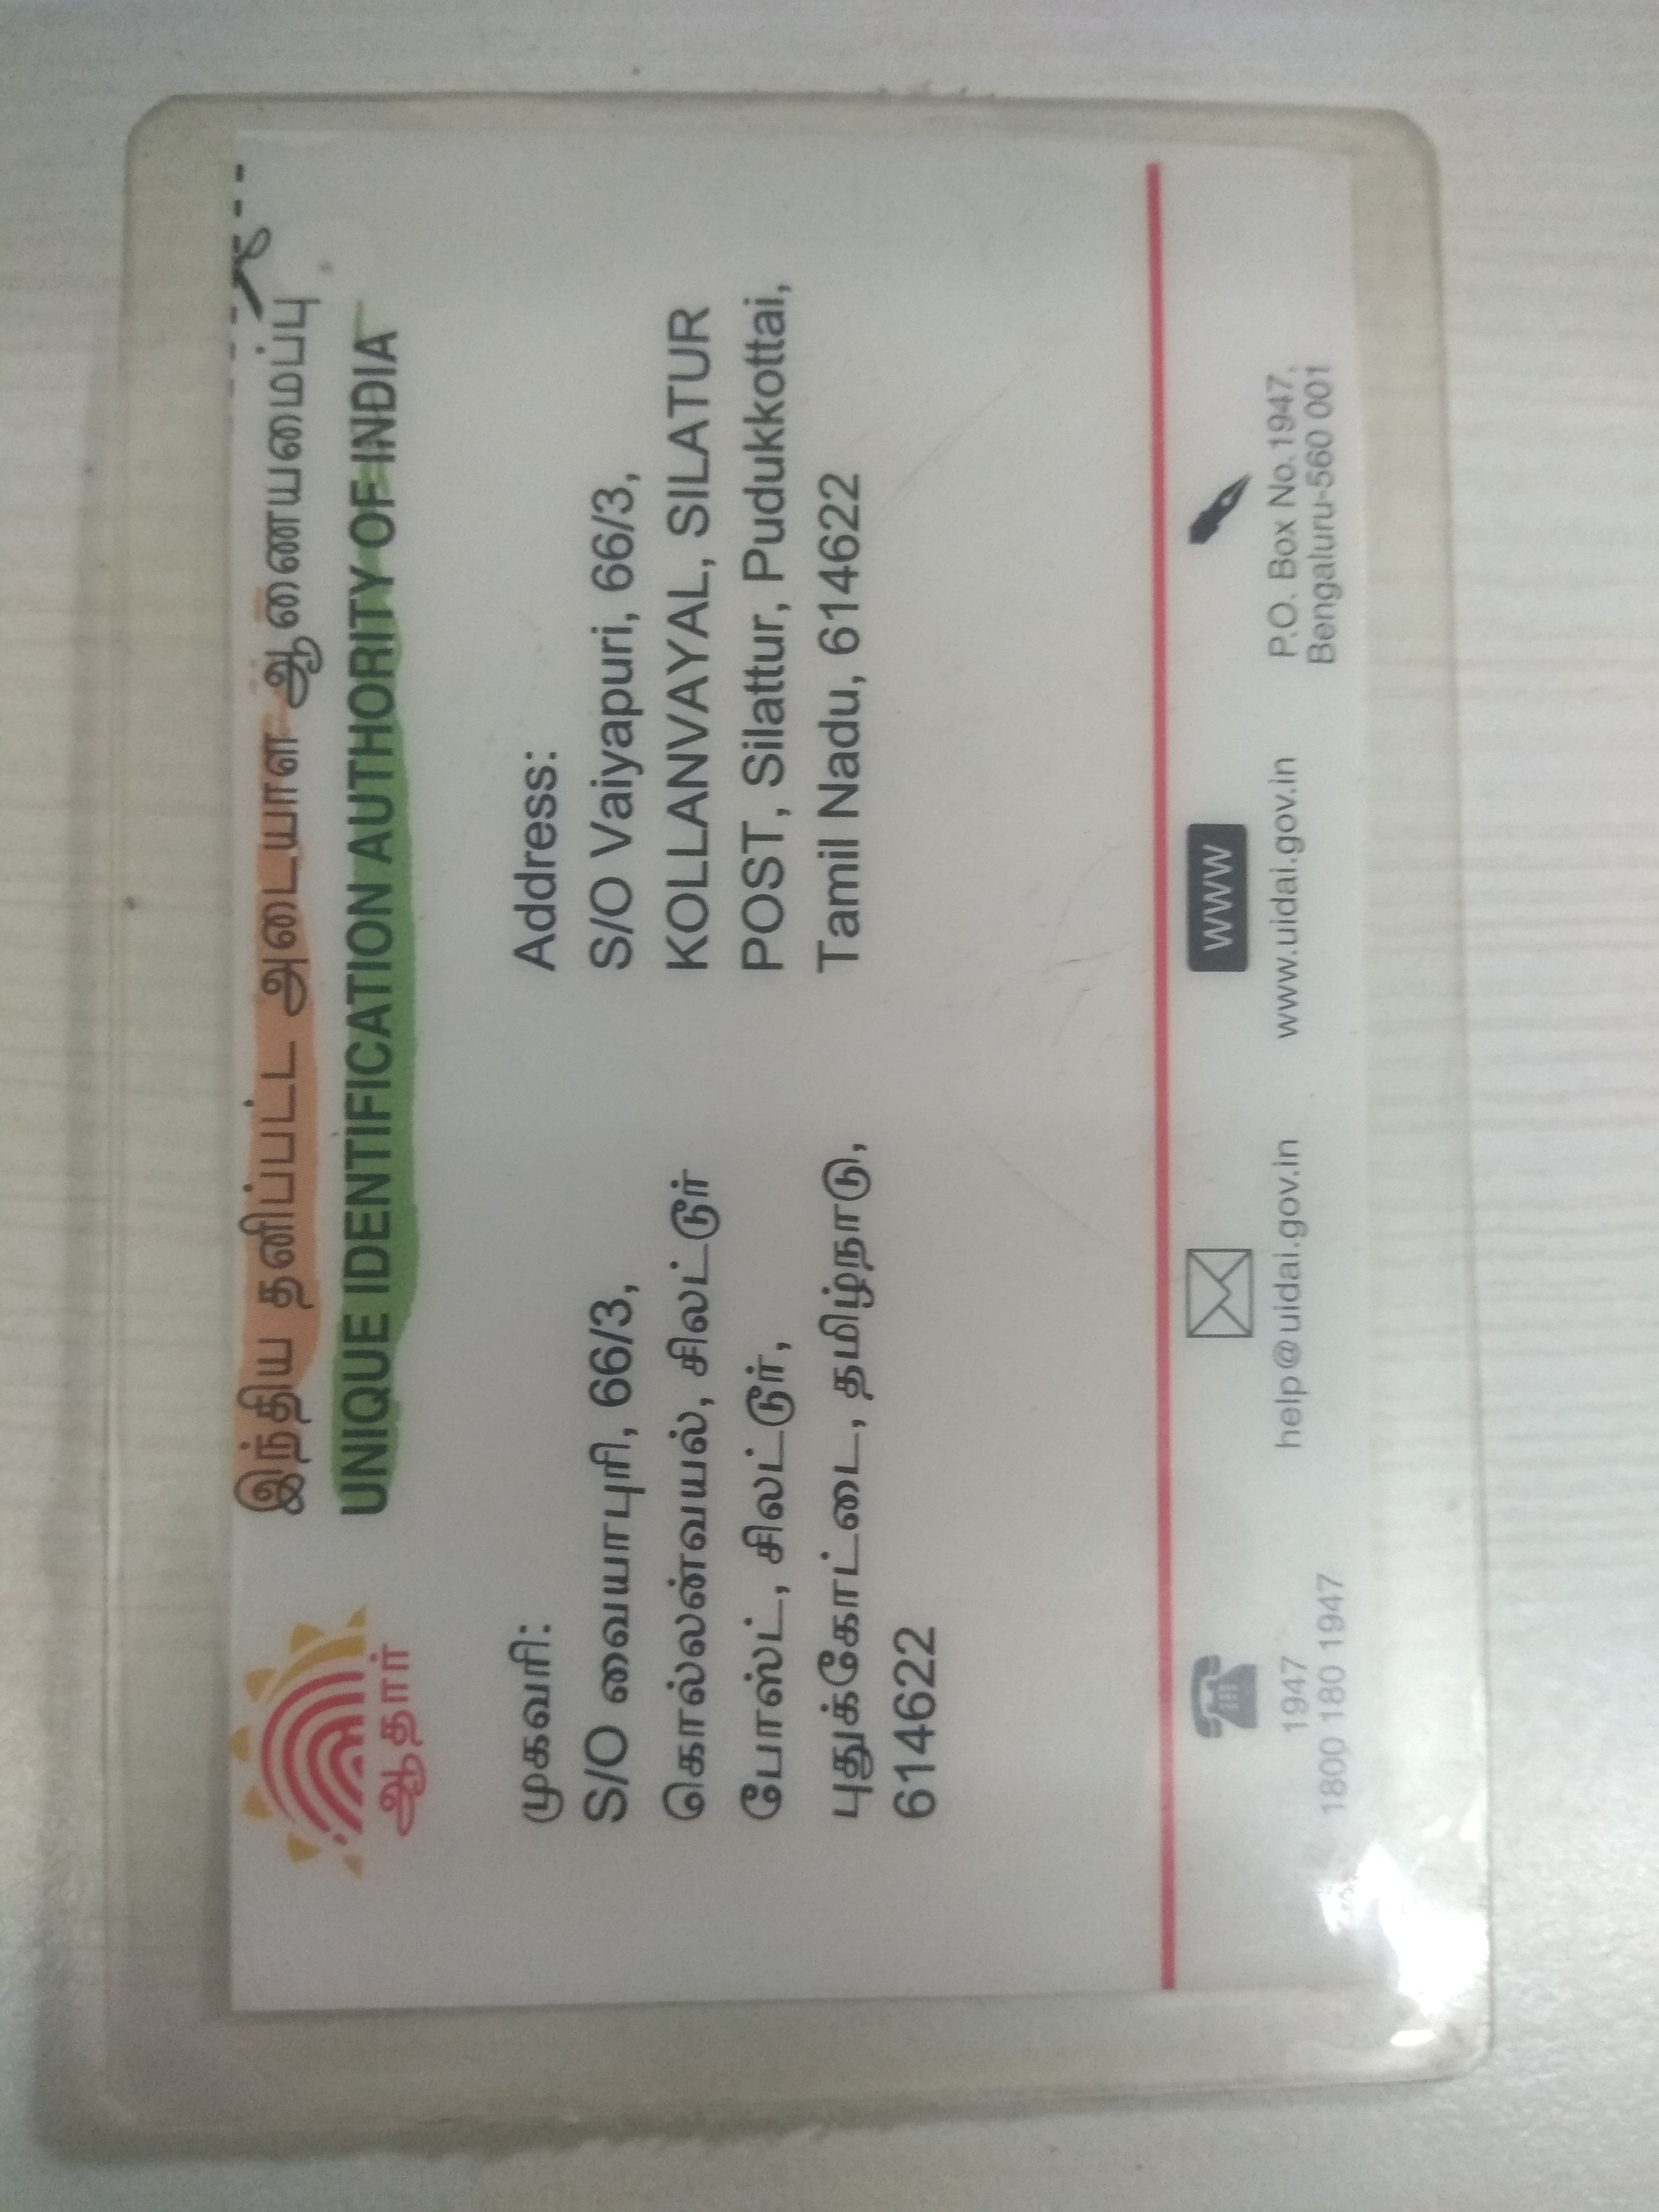 இந்திய தனிப்பட்ட அடையாள ஆணையமைப்பு
UNIQUE IDENTIFICATION AUTHORITY OF INDIA
ஆதார்
முகவரி:
S/O வையாபுரி, 66/3,
கொல்லன்வயல், சிலட்டூர்
போஸ்ட், சிலட்டூர்,
புதுக்கோட்டை, தமிழ்நாடு,
614622
Address:
S/O Vaiyapuri, 66/3,
KOLLANVAYAL, SILATUR
POST, Silattur, Pudukkottai,
Tamil Nadu, 614622
1947
1800 180 1947
help@uidai.gov.in
www
www.uidai.gov.in
P.O. Box No.1947,
Bengaluru-560 001